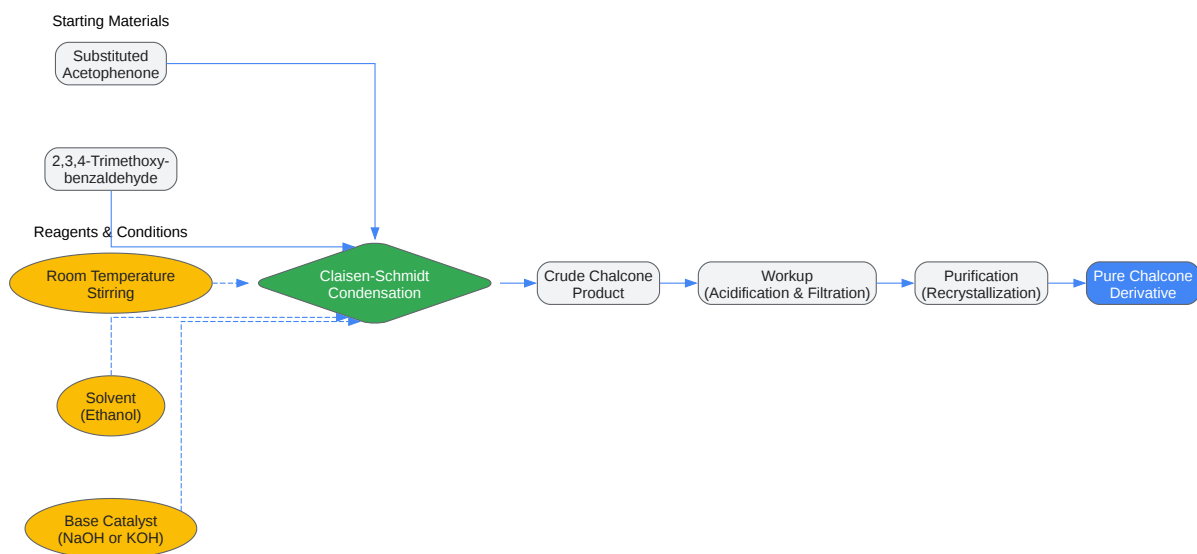 Starting Materials
Substituted
Acetophenone
2,3,4-Trimethoxy-
benzaldehyde
Reagents & Conditions
Room Temperature
Stirring
Claisen-Schmidt
Condensation
Crude Chalcone
Product
Workup
(Acidification & Filtration)
Purification
(Recrystallization)
Pure Chalcone
Derivative
Solvent
(Ethanol)
Base Catalyst
(NaOH or KOH)